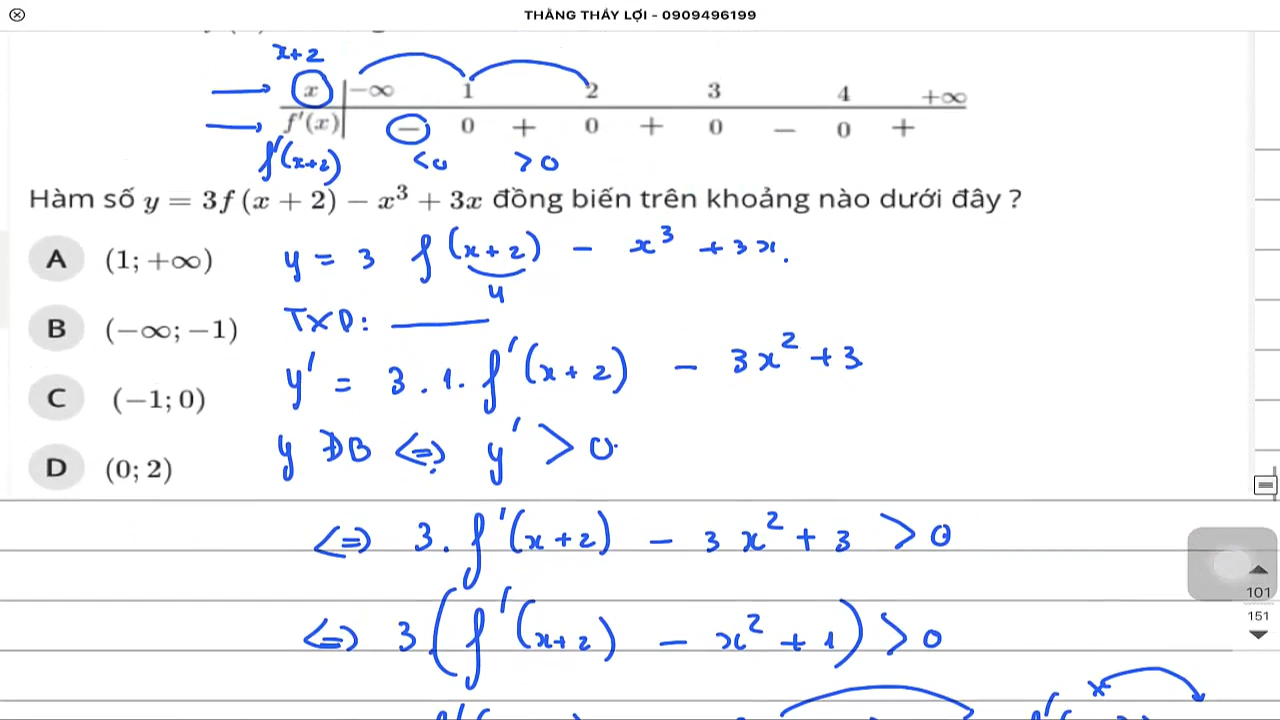 THẮNG THẦY LỢI - 0909496199
x+2
x −∞ 1 2 3 4 +∞
f'(x) − 0 + 0 + 0 − 0 +
f'(x+2) <0 >0
Hàm số y = 3f (x + 2) − x³ + 3x đồng biến trên khoảng nào dưới đây ?
A (1; +∞)
y = 3 f(x+2) − x³ + 3x.
u
B (−∞; −1)
TXĐ:
y' = 3.1.f'(x+2) − 3x² + 3
C (−1; 0)
y ĐB <=> y' > 0
D (0; 2)
<=> 3.f'(x+2) − 3x² + 3 > 0
<=> 3(f'(x+2) − x² + 1) > 0
101
151